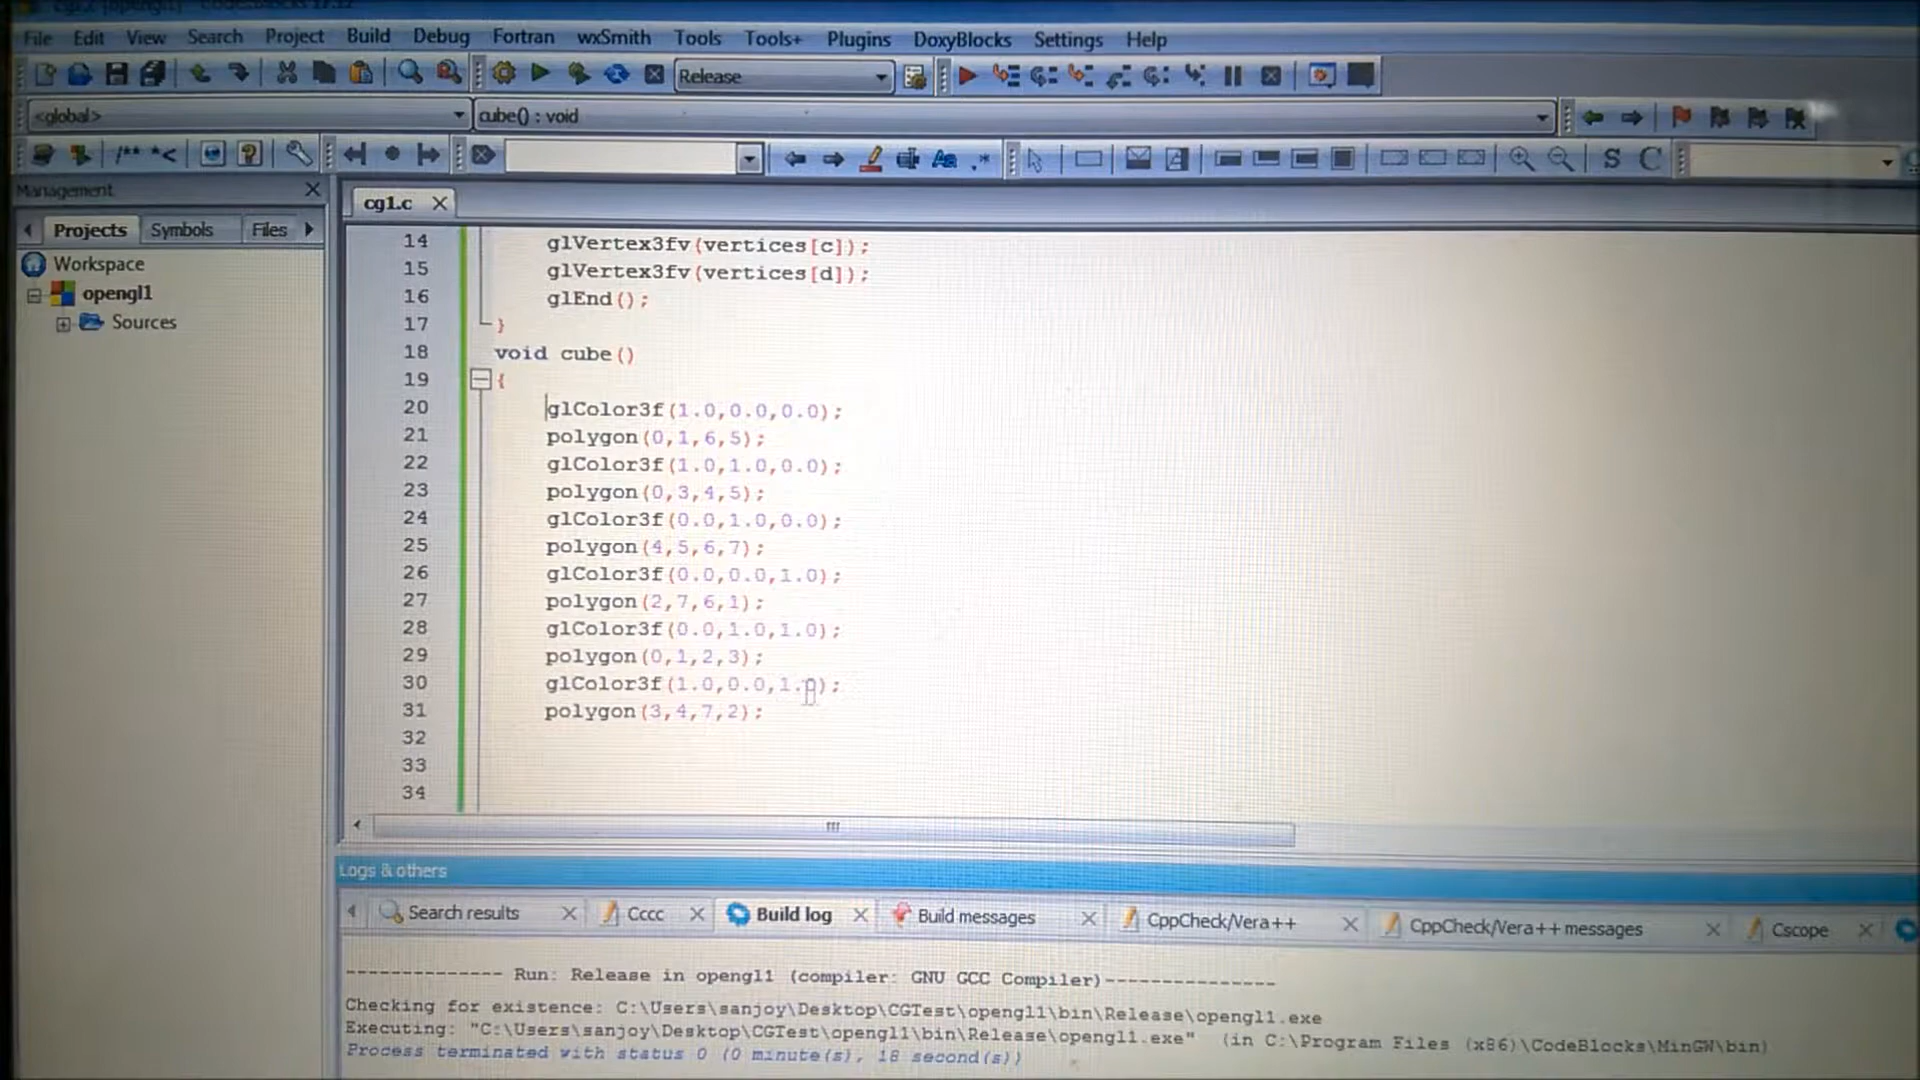 File Edit View Search Project Build Debug Fortran wxSmith Tools Tools+ Plugins DoxyBlocks Settings Help
Release
<global> cube() : void
/** *< Aa .* S C
Management
Projects Symbols Files
Workspace
opengl1
Sources
cg1.c
14 glVertex3fv(vertices[c]);
15 glVertex3fv(vertices[d]);
16 glEnd();
17 }
18 void cube()
19 {
20 glColor3f(1.0,0.0,0.0);
21 polygon(0,1,6,5);
22 glColor3f(1.0,1.0,0.0);
23 polygon(0,3,4,5);
24 glColor3f(0.0,1.0,0.0);
25 polygon(4,5,6,7);
26 glColor3f(0.0,0.0,1.0);
27 polygon(2,7,6,1);
28 glColor3f(0.0,1.0,1.0);
29 polygon(0,1,2,3);
30 glColor3f(1.0,0.0,1.0);
31 polygon(3,4,7,2);
32
33
34
Logs & others
Search results Cccc Build log Build messages CppCheck/Vera++ CppCheck/Vera++ messages Cscope
-------------- Run: Release in opengl1 (compiler: GNU GCC Compiler)---------------
Checking for existence: C:\Users\sanjoy\Desktop\CGTest\opengl1\bin\Release\opengl1.exe
Executing: "C:\Users\sanjoy\Desktop\CGTest\opengl1\bin\Release\opengl1.exe" (in C:\Program Files (x86)\CodeBlocks\MinGW\bin)
Process terminated with status 0 (0 minute(s), 18 second(s))